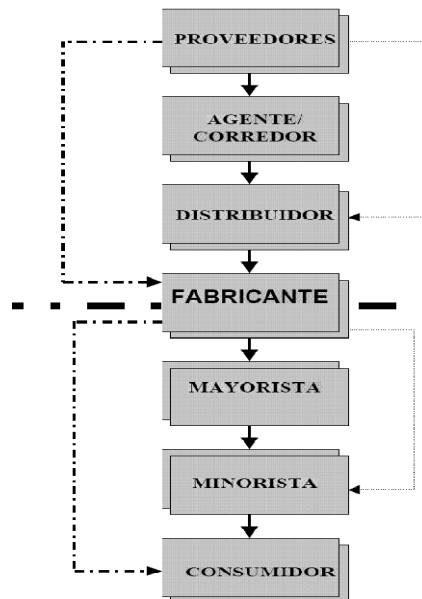 PROVEEDORES
AGENTE/
CORREDOR
DISTRIBUIDOR
FABRICANTE
MAYORISTA
MINORISTA
CONSUMIDOR